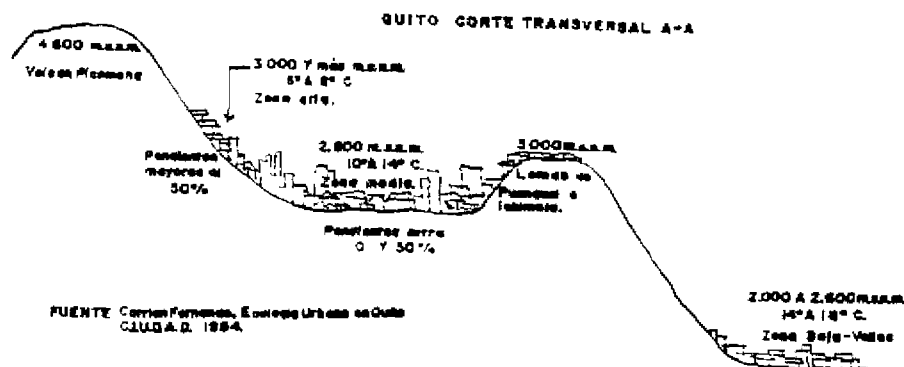 QUITO CORTE TRANSVERSAL A-A
4.600 m.s.n.m.
Volcan Pichincha
3.000 Y más m.s.n.m.
6° A 8° C
Zona alta.
Pendientes
mayores al
50%
2.800 m.s.n.m.
10° A 14° C.
Zona media.
Pendientes entre
0 Y 50%
3.000 m.s.n.m.
Lomas de
Puengasí e
2.000 A 2.600 m.s.n.m.
14° A 18° C.
Zona Baja-Valles
FUENTE Carrion Fernando, Ecologia Urbana en Quito
C.I.U.D.A.D. 1984.